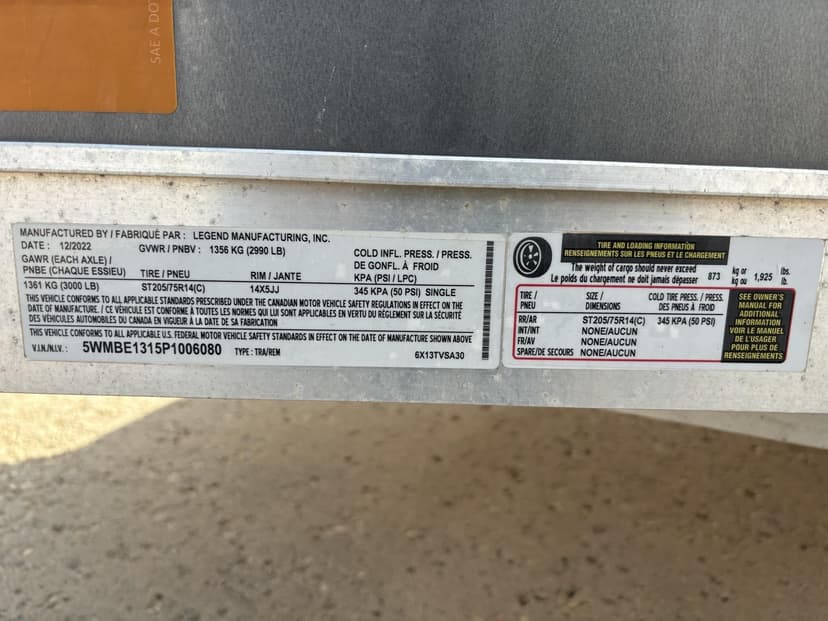 SAE A DOT
MANUFACTURED BY / FABRIQUÉ PAR : LEGEND MANUFACTURING, INC.
DATE : 12/2022 GVWR / PNBV : 1356 KG (2990 LB)
GAWR (EACH AXLE) / PNBE (CHAQUE ESSIEU) TIRE / PNEU RIM / JANTE COLD INFL. PRESS. / PRESS. DE GONFL. À FROID KPA (PSI / LPC)
1361 KG (3000 LB) ST205/75R14(C) 14X5JJ 345 KPA (50 PSI) SINGLE
THIS VEHICLE CONFORMS TO ALL APPLICABLE STANDARDS PRESCRIBED UNDER THE CANADIAN MOTOR VEHICLE SAFETY REGULATIONS IN EFFECT ON THE
DATE OF MANUFACTURE. / CE VÉHICULE EST CONFORME À TOUTES LES NORMES QUI LUI SONT APPLICABLES EN VERTU DU RÈGLEMENT SUR LA SÉCURITÉ
DES VÉHICULES AUTOMOBILES DU CANADA EN VIGUEUR À LA DATE DE SA FABRICATION
THIS VEHICLE CONFORMS TO ALL APPLICABLE U.S. FEDERAL MOTOR VEHICLE SAFETY STANDARDS IN EFFECT ON THE DATE OF MANUFACTURE SHOWN ABOVE
V.I.N./N.I.V. : 5WMBE1315P1006080 TYPE : TRA/REM 6X13TVSA30
TIRE AND LOADING INFORMATION
RENSEIGNEMENTS SUR LES PNEUS ET LE CHARGEMENT
The weight of cargo should never exceed 873 kg or 1,925 lbs.
Le poids du chargement ne doit jamais dépasser kg ou lb.
TIRE / PNEU SIZE / DIMENSIONS COLD TIRE PRESS. / PRESS. DES PNEUS À FROID
RR/AR ST205/75R14(C) 345 KPA (50 PSI)
INT/INT NONE/AUCUN
FR/AV NONE/AUCUN
SPARE/DE SECOURS NONE/AUCUN
SEE OWNER'S
MANUAL FOR
ADDITIONAL
INFORMATION
VOIR LE MANUEL
DE L'USAGER
POUR PLUS DE
RENSEIGNEMENTS